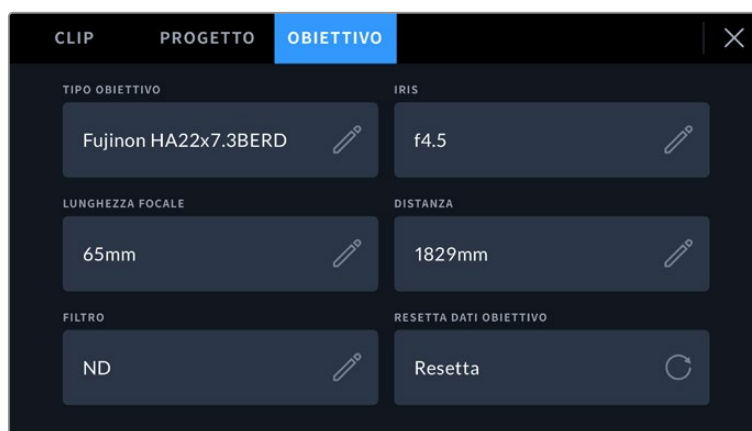 CLIP PROGETTO OBIETTIVO
TIPO OBIETTIVO
Fujinon HA22x7.3BERD
IRIS
f4.5
LUNGHEZZA FOCALE
65mm
DISTANZA
1829mm
FILTRO
ND
RESETTA DATI OBIETTIVO
Resetta